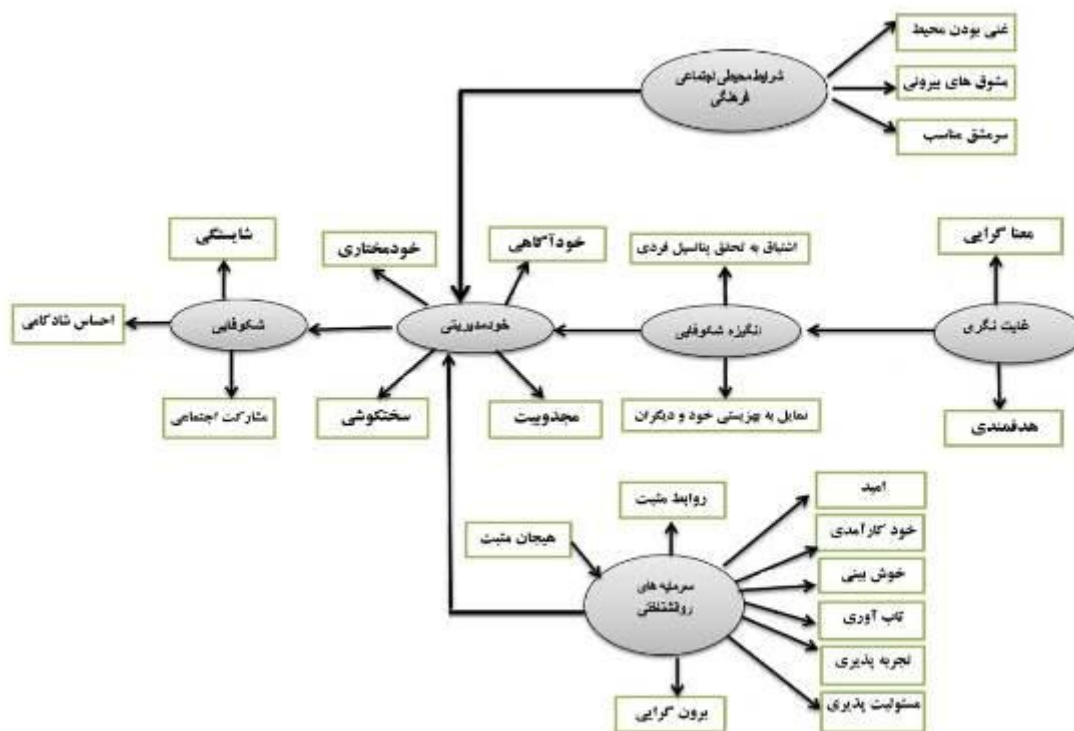 غنی بودن محیط
مشوق های بیرونی
سرمشق مناسب
شرایط محیطی اجتماعی
فرهنگی
معنا گرایی
غایت نگری
هدفمندی
اشتیاق به تحقق پتانسیل فردی
انگیزه شکوفایی
تمایل به بهزیستی خود و دیگران
خودآگاهی
خودمختاری
خودمدیریتی
مجذوبیت
سختکوشی
شایستگی
شکوفایی
احساس شادکامی
مشارکت اجتماعی
روابط مثبت
هیجان مثبت
سرمایه های
روانشناختی
امید
خود کارآمدی
خوش بینی
تاب آوری
تجربه پذیری
مسئولیت پذیری
برون گرایی